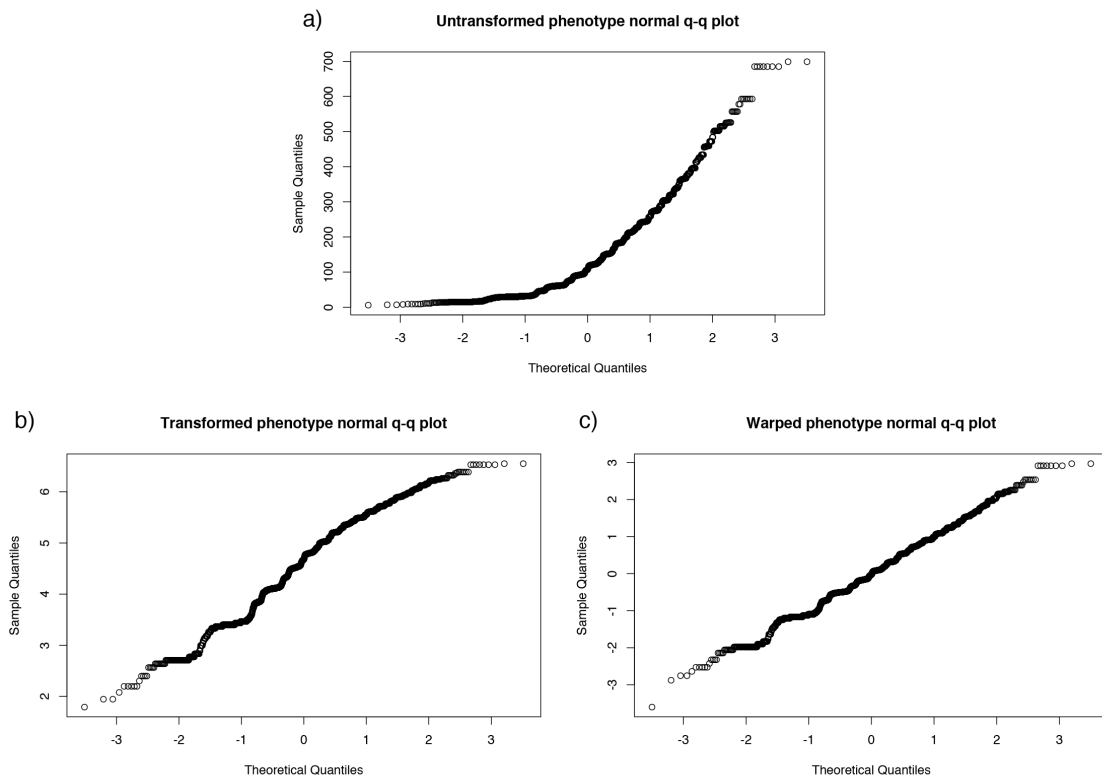 a)
Untransformed phenotype normal q-q plot
Sample Quantiles
700
600
500
400
300
200
100
0
-3 -2 -1 0 1 2 3
Theoretical Quantiles
b)
Transformed phenotype normal q-q plot
Sample Quantiles
6
5
4
3
2
-3 -2 -1 0 1 2 3
Theoretical Quantiles
c)
Warped phenotype normal q-q plot
Sample Quantiles
3
2
1
0
-1
-2
-3
-3 -2 -1 0 1 2 3
Theoretical Quantiles